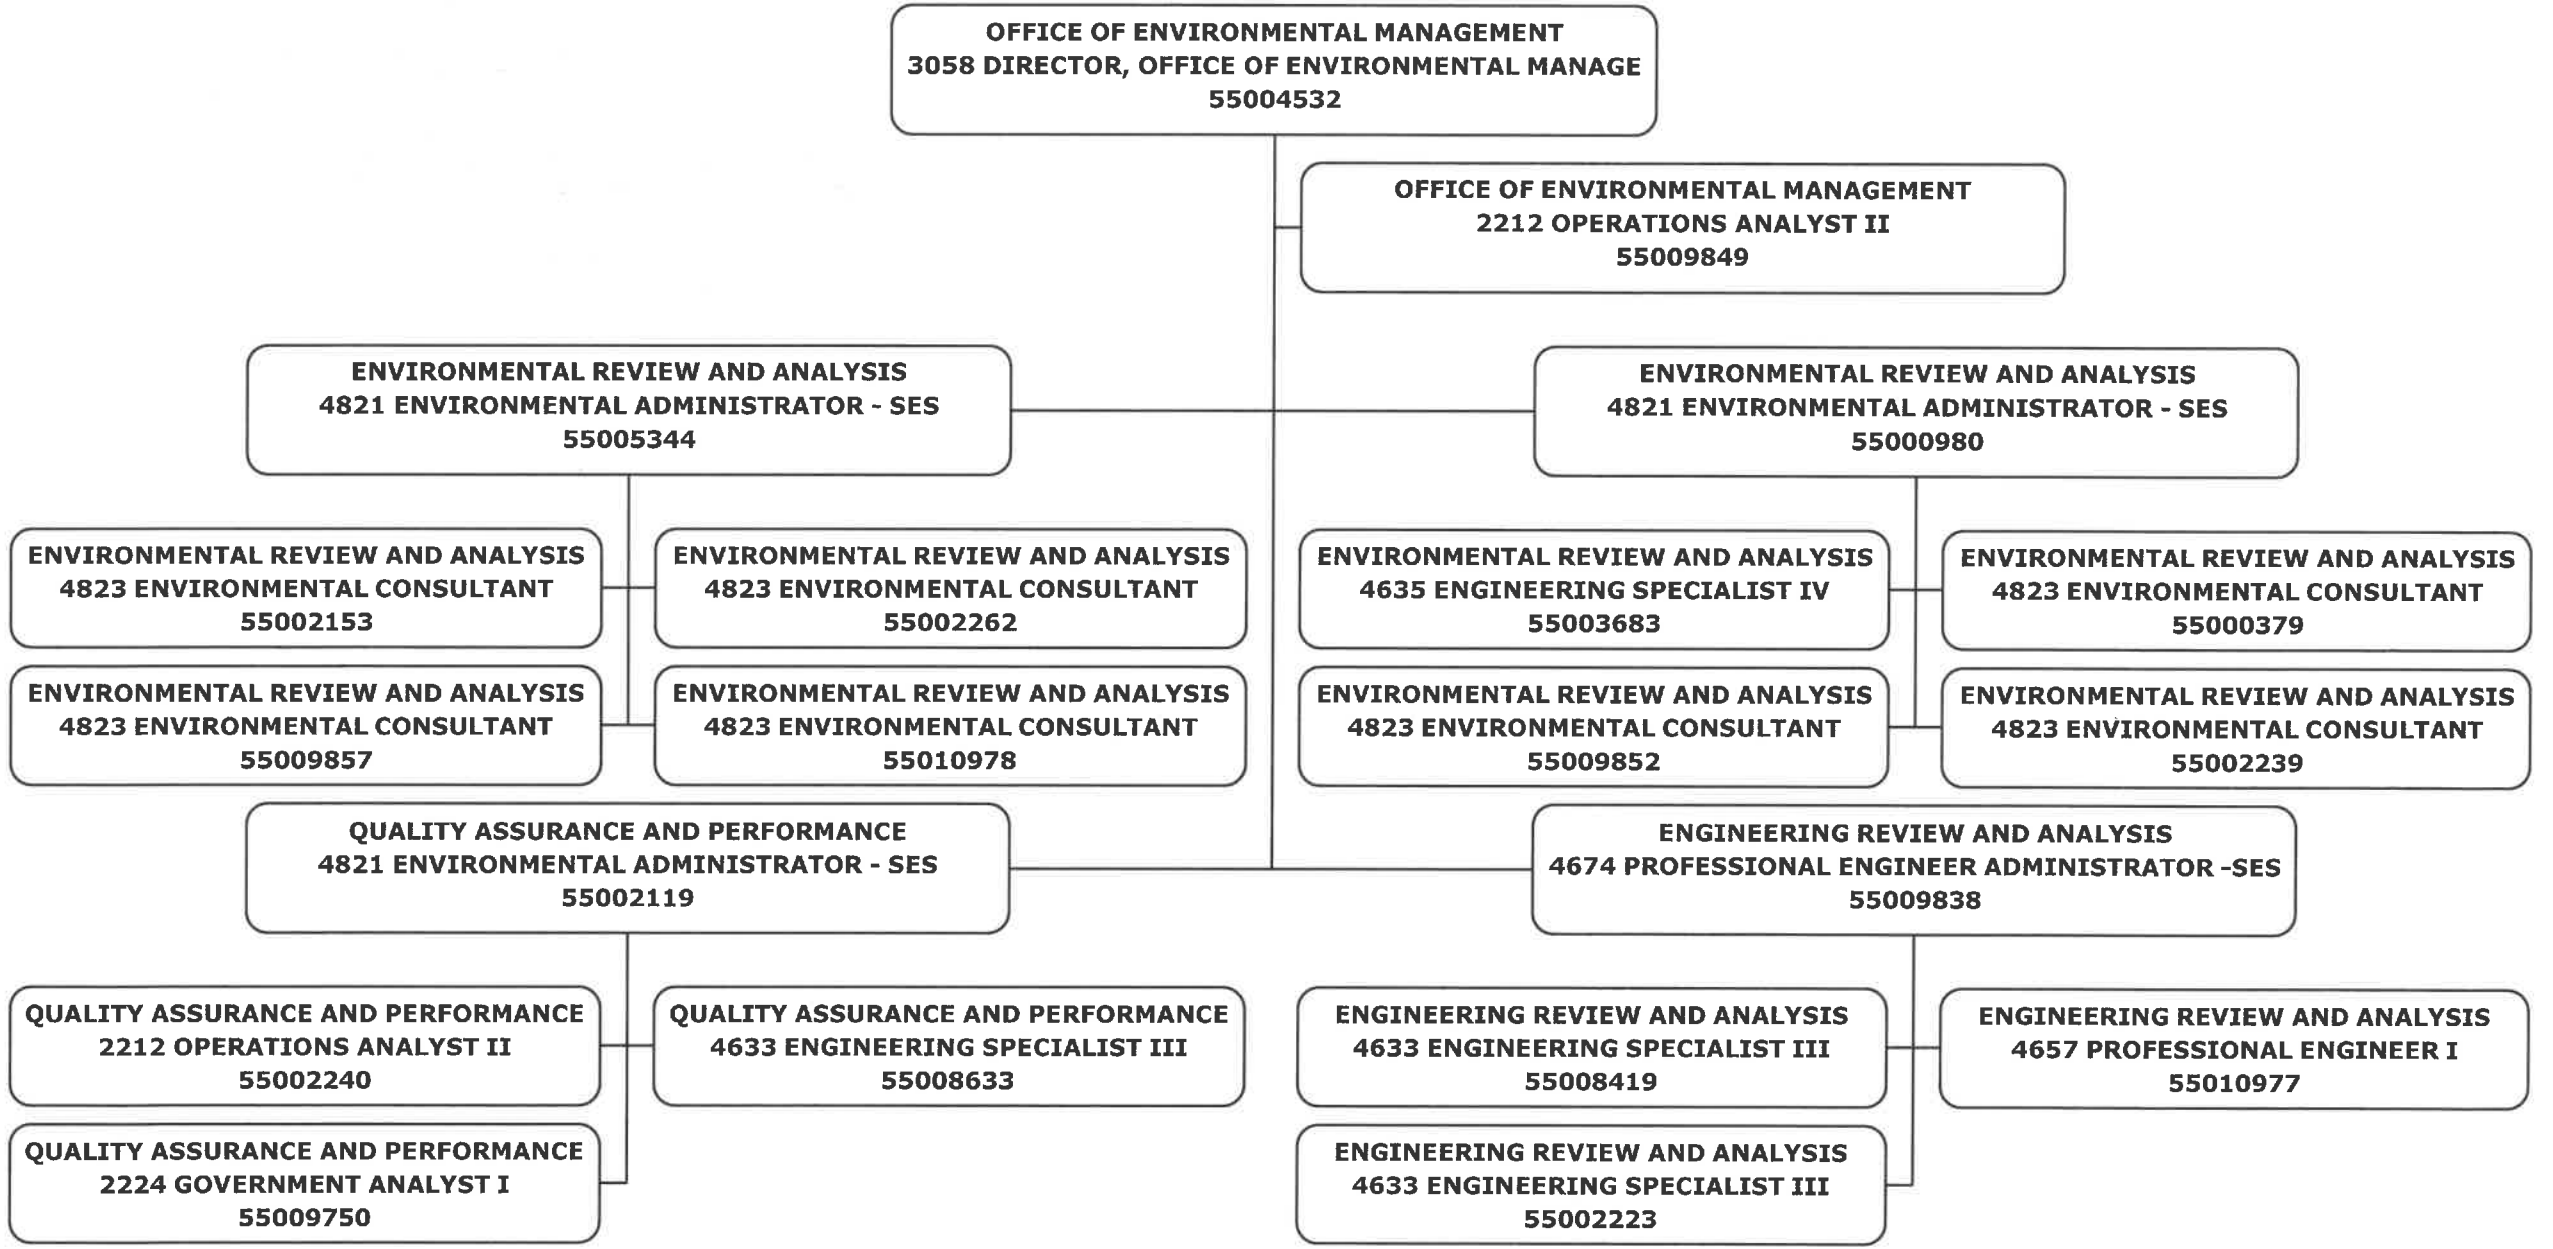 OFFICE OF ENVIRONMENTAL MANAGEMENT
3058 DIRECTOR, OFFICE OF ENVIRONMENTAL MANAGE
55004532
OFFICE OF ENVIRONMENTAL MANAGEMENT
2212 OPERATIONS ANALYST II
55009849
ENVIRONMENTAL REVIEW AND ANALYSIS
4821 ENVIRONMENTAL ADMINISTRATOR - SES
55005344
ENVIRONMENTAL REVIEW AND ANALYSIS
4821 ENVIRONMENTAL ADMINISTRATOR - SES
55000980
ENVIRONMENTAL REVIEW AND ANALYSIS
4823 ENVIRONMENTAL CONSULTANT
55002153
ENVIRONMENTAL REVIEW AND ANALYSIS
4823 ENVIRONMENTAL CONSULTANT
55002262
ENVIRONMENTAL REVIEW AND ANALYSIS
4635 ENGINEERING SPECIALIST IV
55003683
ENVIRONMENTAL REVIEW AND ANALYSIS
4823 ENVIRONMENTAL CONSULTANT
55000379
ENVIRONMENTAL REVIEW AND ANALYSIS
4823 ENVIRONMENTAL CONSULTANT
55009857
ENVIRONMENTAL REVIEW AND ANALYSIS
4823 ENVIRONMENTAL CONSULTANT
55010978
ENVIRONMENTAL REVIEW AND ANALYSIS
4823 ENVIRONMENTAL CONSULTANT
55009852
ENVIRONMENTAL REVIEW AND ANALYSIS
4823 ENVIRONMENTAL CONSULTANT
55002239
QUALITY ASSURANCE AND PERFORMANCE
4821 ENVIRONMENTAL ADMINISTRATOR - SES
55002119
ENGINEERING REVIEW AND ANALYSIS
4674 PROFESSIONAL ENGINEER ADMINISTRATOR -SES
55009838
QUALITY ASSURANCE AND PERFORMANCE
2212 OPERATIONS ANALYST II
55002240
QUALITY ASSURANCE AND PERFORMANCE
4633 ENGINEERING SPECIALIST III
55008633
ENGINEERING REVIEW AND ANALYSIS
4633 ENGINEERING SPECIALIST III
55008419
ENGINEERING REVIEW AND ANALYSIS
4657 PROFESSIONAL ENGINEER I
55010977
QUALITY ASSURANCE AND PERFORMANCE
2224 GOVERNMENT ANALYST I
55009750
ENGINEERING REVIEW AND ANALYSIS
4633 ENGINEERING SPECIALIST III
55002223